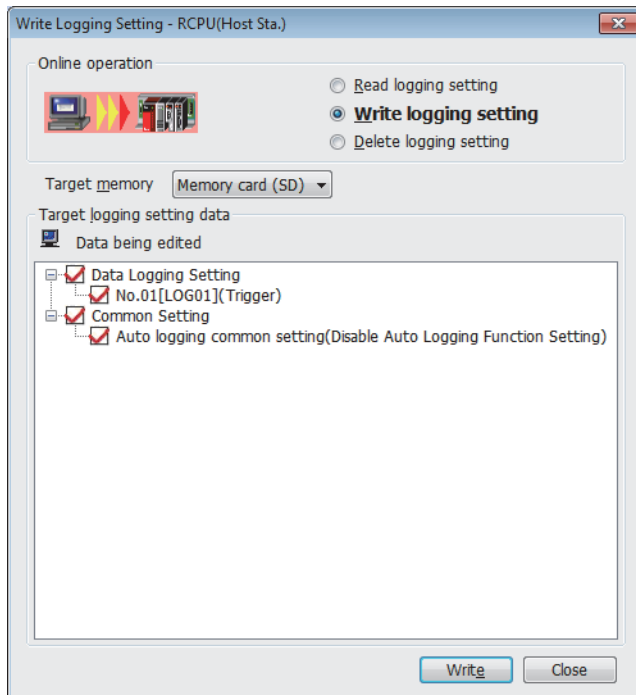 Write Logging Setting - RCPU(Host Sta.)
Online operation
Read logging setting
Write logging setting
Delete logging setting
Target memory Memory card (SD)
Target logging setting data
Data being edited
Data Logging Setting
No.01[LOG01](Trigger)
Common Setting
Auto logging common setting(Disable Auto Logging Function Setting)
Write Close